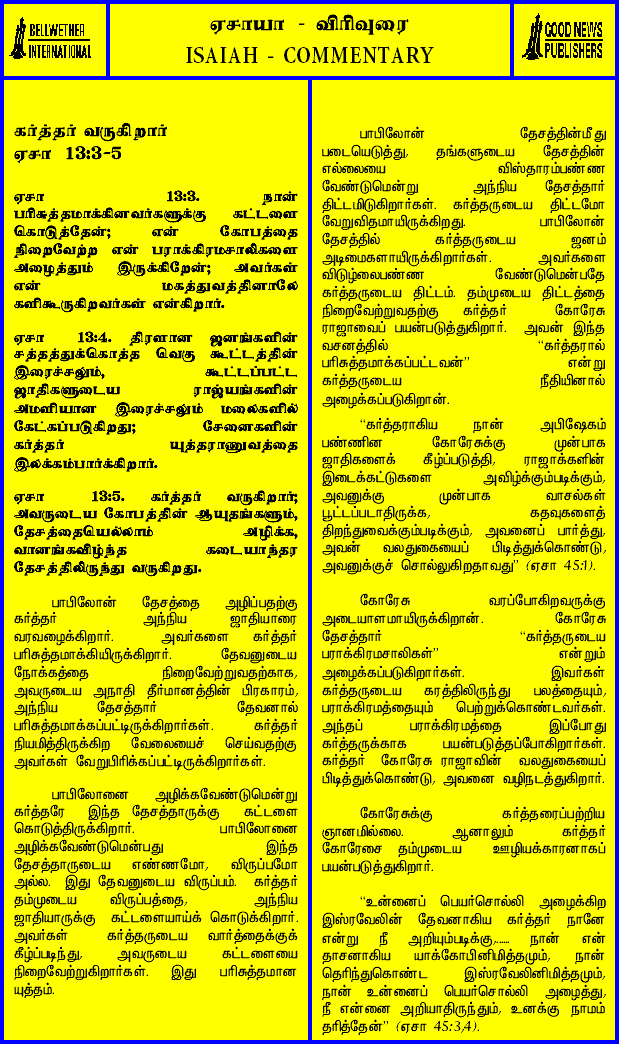 BELLWETHER
INTERNATIONAL
ஏசாயா - விரிவுரை
ISAIAH - COMMENTARY
GOOD NEWS
PUBLISHERS
கர்த்தர் வருகிறார்
ஏசா 13:3-5
ஏசா 13:3. நான்
பரிசுத்தமாக்கினவர்களுக்கு கட்டளை
கொடுத்தேன்; என் கோபத்தை
நிறைவேற்ற என் பராக்கிரமசாலிகளை
அழைத்தும் இருக்கிறேன்; அவர்கள்
என் மகத்துவத்தினாலே
களிகூருகிறவர்கள் என்கிறார்.
ஏசா 13:4. திரளான ஜனங்களின்
சத்தத்துக்கொத்த வெகு கூட்டத்தின்
இரைச்சலும், கூட்டப்பட்ட
ஜாதிகளுடைய ராஜ்யங்களின்
அமளியான இரைச்சலும் மலைகளில்
கேட்கப்படுகிறது; சேனைகளின்
கர்த்தர் யுத்தராணுவத்தை
இலக்கம்பார்க்கிறார்.
ஏசா 13:5. கர்த்தர் வருகிறார்;
அவருடைய கோபத்தின் ஆயுதங்களும்,
தேசத்தையெல்லாம் அழிக்க,
வானங்கவிழ்ந்த கடையாந்தர
தேசத்திலிருந்து வருகிறது.
பாபிலோன் தேசத்தை அழிப்பதற்கு
கர்த்தர் அந்நிய ஜாதியாரை
வரவழைக்கிறார். அவர்களை கர்த்தர்
பரிசுத்தமாக்கியிருக்கிறார். தேவனுடைய
நோக்கத்தை நிறைவேற்றுவதற்காக,
அவருடைய அநாதி தீர்மானத்தின் பிரகாரம்,
அந்நிய தேசத்தார் தேவனால்
பரிசுத்தமாக்கப்பட்டிருக்கிறார்கள். கர்த்தர்
நியமித்திருக்கிற வேலையைச் செய்வதற்கு
அவர்கள் வேறுபிரிக்கப்பட்டிருக்கிறார்கள்.
பாபிலோனை அழிக்கவேண்டுமென்று
கர்த்தரே இந்த தேசத்தாருக்கு கட்டளை
கொடுத்திருக்கிறார். பாபிலோனை
அழிக்கவேண்டுமென்பது இந்த
தேசத்தாருடைய எண்ணமோ, விருப்பமோ
அல்ல. இது தேவனுடைய விருப்பம். கர்த்தர்
தம்முடைய விருப்பத்தை, அந்நிய
ஜாதியாருக்கு கட்டளையாய்க் கொடுக்கிறார்.
அவர்கள் கர்த்தருடைய வார்த்தைக்குக்
கீழ்ப்படிந்து, அவருடைய கட்டளையை
நிறைவேற்றுகிறார்கள். இது பரிசுத்தமான
யுத்தம்.
பாபிலோன் தேசத்தின்மீது
படையெடுத்து, தங்களுடைய தேசத்தின்
எல்லையை விஸ்தாரம்பண்ண
வேண்டுமென்று அந்நிய தேசத்தார்
திட்டமிடுகிறார்கள். கர்த்தருடைய திட்டமோ
வேறுவிதமாயிருக்கிறது. பாபிலோன்
தேசத்தில் கர்த்தருடைய ஜனம்
அடிமைகளாயிருக்கிறார்கள். அவர்களை
விடுழ்லைபண்ண வேண்டுமென்பதே
கர்த்தருடைய திட்டம். தம்முடைய திட்டத்தை
நிறைவேற்றுவதற்கு கர்த்தர் கோரேசு
ராஜாவைப் பயன்படுத்துகிறார். அவன் இந்த
வசனத்தில் “கர்த்தரால்
பரிசுத்தமாக்கப்பட்டவன்” என்று
கர்த்தருடைய நீதியினால்
அழைக்கப்படுகிறான்.
“கர்த்தராகிய நான் அபிஷேகம்
பண்ணின கோரேசுக்கு முன்பாக
ஜாதிகளைக் கீழ்ப்படுத்தி, ராஜாக்களின்
இடைக்கட்டுகளை அவிழ்க்கும்படிக்கும்,
அவனுக்கு முன்பாக வாசல்கள்
பூட்டப்படாதிருக்க, கதவுகளைத்
திறந்துவைக்கும்படிக்கும், அவனைப் பார்த்து,
அவன் வலதுகையைப் பிடித்துக்கொண்டு,
அவனுக்குச் சொல்லுகிறதாவது” (ஏசா 45:1).
கோரேசு வரப்போகிறவருக்கு
அடையாளமாயிருக்கிறான். கோரேசு
தேசத்தார் “கர்த்தருடைய
பராக்கிரமசாலிகள்” என்றும்
அழைக்கப்படுகிறார்கள். இவர்கள்
கர்த்தருடைய கரத்திலிருந்து பலத்தையும்,
பராக்கிரமத்தையும் பெற்றுக்கொண்டவர்கள்.
அந்தப் பராக்கிரமத்தை இப்போது
கர்த்தருக்காக பயன்படுத்தப்போகிறார்கள்.
கர்த்தர் கோரேசு ராஜாவின் வலதுகையைப்
பிடித்துக்கொண்டு, அவனை வழிநடத்துகிறார்.
கோரேசுக்கு கர்த்தரைப்பற்றிய
ஞானமில்லை. ஆனாலும் கர்த்தர்
கோரேசை தம்முடைய ஊழியக்காரனாகப்
பயன்படுத்துகிறார்.
“உன்னைப் பெயர்சொல்லி அழைக்கிற
இஸ்ரவேலின் தேவனாகிய கர்த்தர் நானே
என்று நீ அறியும்படிக்கு,...... நான் என்
தாசனாகிய யாக்கோபினிமித்தமும், நான்
தெரிந்துகொண்ட இஸ்ரவேலினிமித்தமும்,
நான் உன்னைப் பெயர்சொல்லி அழைத்து,
நீ என்னை அறியாதிருந்தும், உனக்கு நாமம்
தரித்தேன்” (ஏசா 45:3,4).